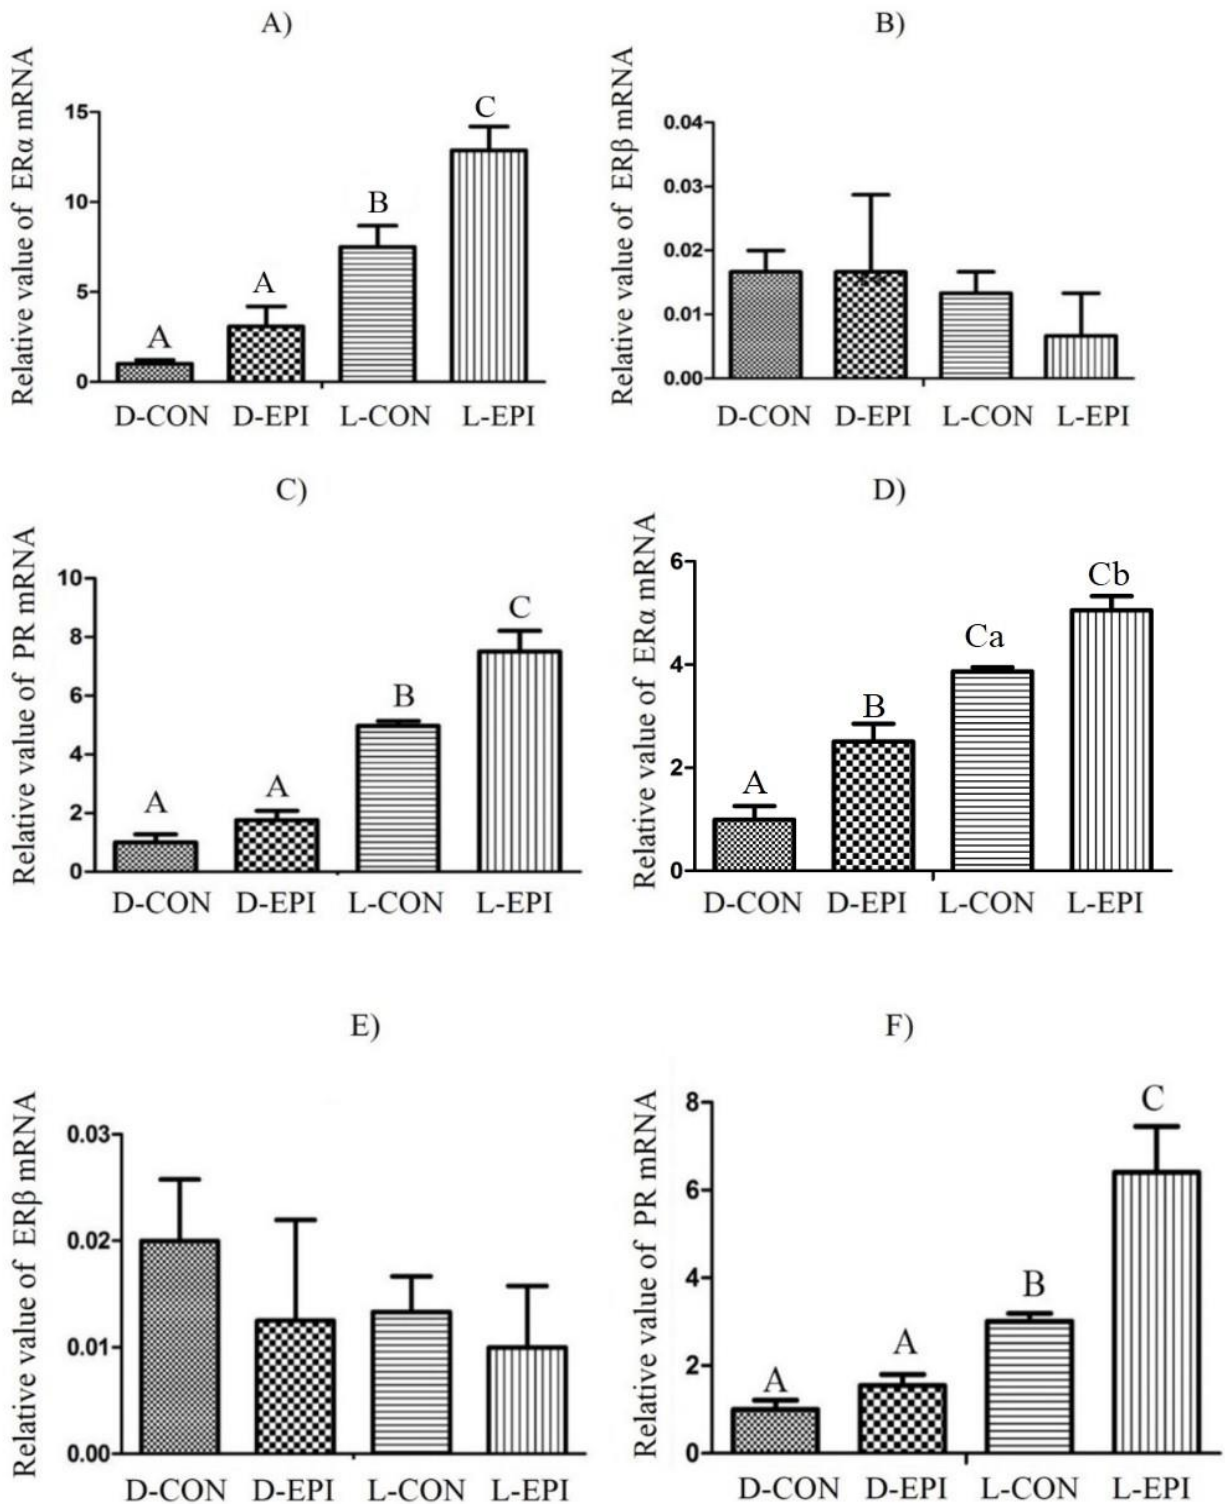 A)
Relative value of ERα mRNA
15
10
5
0
A
A
B
C
D-CON D-EPI L-CON L-EPI
B)
Relative value of ERβ mRNA
0.04
0.03
0.02
0.01
0.00
D-CON D-EPI L-CON L-EPI
C)
Relative value of PR mRNA
10
8
6
4
2
0
A
A
B
C
D-CON D-EPI L-CON L-EPI
D)
Relative value of ERα mRNA
6
4
2
0
A
B
Ca
Cb
D-CON D-EPI L-CON L-EPI
E)
Relative value of ERβ mRNA
0.03
0.02
0.01
0.00
D-CON D-EPI L-CON L-EPI
F)
Relative value of PR mRNA
8
6
4
2
0
A
A
B
C
D-CON D-EPI L-CON L-EPI